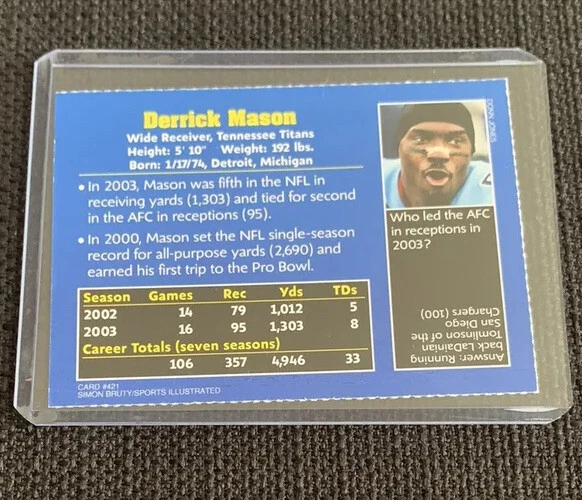 Derrick Mason
Wide Receiver, Tennessee Titans
Height: 5' 10" Weight: 192 lbs.
Born: 1/17/74, Detroit, Michigan
• In 2003, Mason was fifth in the NFL in
receiving yards (1,303) and tied for second
in the AFC in receptions (95).
• In 2000, Mason set the NFL single-season
record for all-purpose yards (2,690) and
earned his first trip to the Pro Bowl.
Season Games Rec Yds TDs
2002 14 79 1,012 5
2003 16 95 1,303 8
Career Totals (seven seasons)
106 357 4,946 33
CARD #421
SIMON BRUTY/SPORTS ILLUSTRATED
DONN JONES
Who led the AFC
in receptions in
2003?
Answer: Running
back LaDainian
Tomlinson of the
San Diego
Chargers (100)